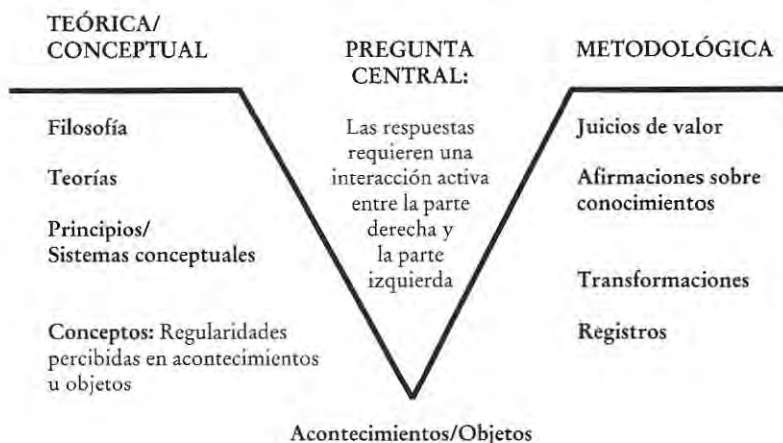 TEÓRICA/
CONCEPTUAL
Filosofía
Teorías
Principios/
Sistemas conceptuales
Conceptos: Regularidades
percibidas en acontecimientos
u objetos
PREGUNTA
CENTRAL:
Las respuestas
requieren una
interacción activa
entre la parte
derecha y
la parte
izquierda
METODOLÓGICA
Juicios de valor
Afirmaciones sobre
conocimientos
Transformaciones
Registros
Acontecimientos/Objetos